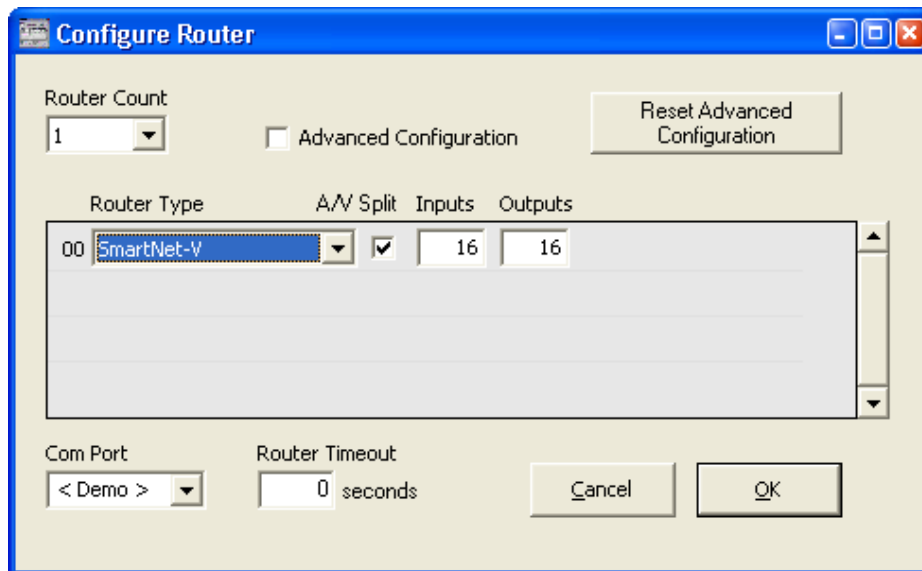 Configure Router
Router Count
1
Advanced Configuration
Reset Advanced
Configuration
Router Type A/V Split Inputs Outputs
00 SmartNet-V 16 16
Com Port
< Demo >
Router Timeout
0 seconds
Cancel
OK